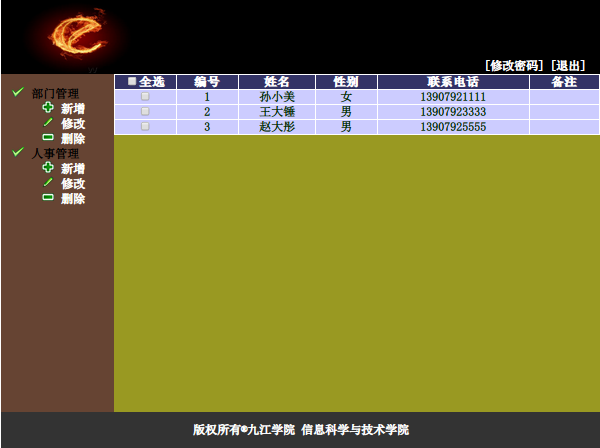 [修改密码] [退出]
部门管理
新增
修改
删除
人事管理
新增
修改
删除
全选 编号 姓名 性别 联系电话 备注
1 孙小美 女 13907921111
2 王大锤 男 13907923333
3 赵大彤 男 13907925555
版权所有®九江学院 信息科学与技术学院